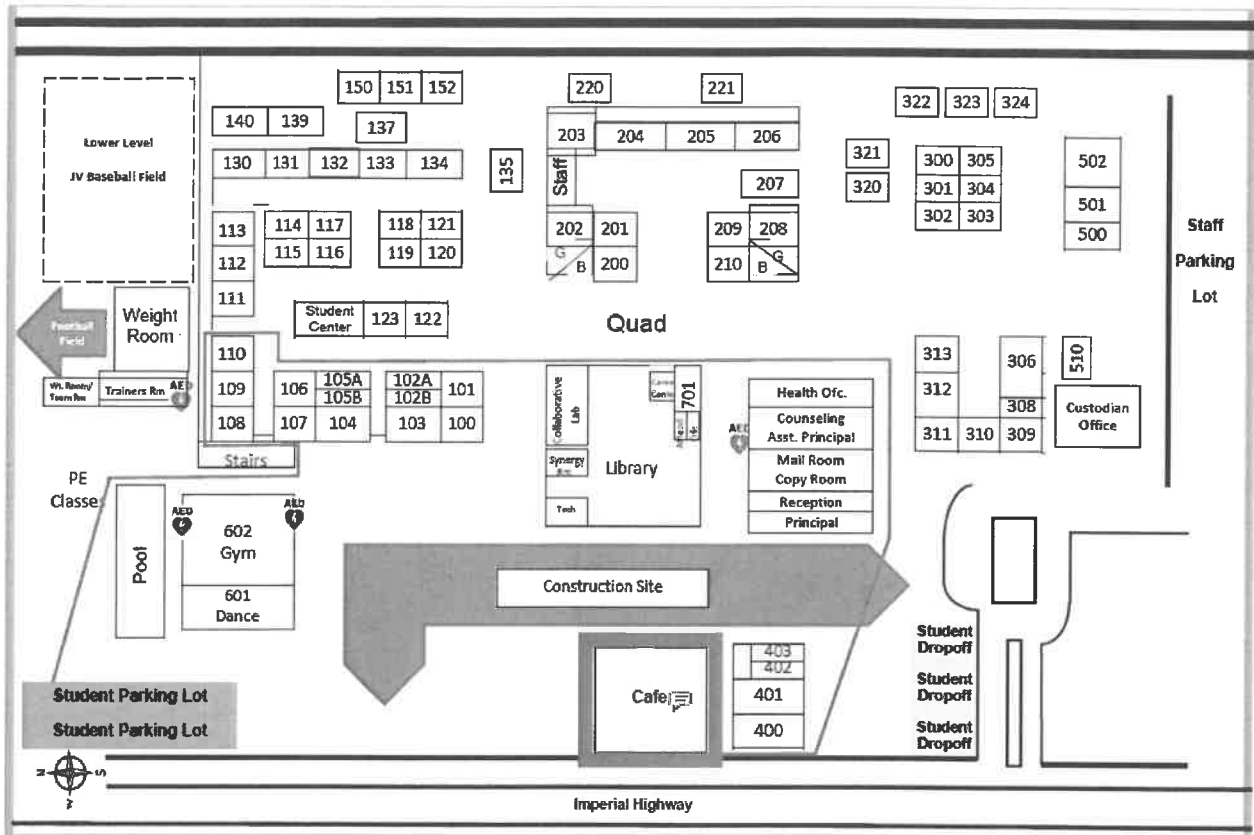 150 151 152
220
221
322 323 324
140 139
137
203 204 205 206
Lower Level
JV Baseball Field
130 131 132 133 134
135
Staff
321
320
300 305
301 304
302 303
502
501
500
207
113
112
111
114 117
115 116
118 121
119 120
202 201
G
B
200
209 208
210
B
G
Staff
Parking
Lot
Football
Field
Weight
Room
Student
Center
123 122
Quad
110
109
108
Trainers Rm
AED
106
105A
105B
107 104
102A
102B
101
103 100
Stairs
Collaborative
Lab
Synergy
Tech
Library
701
AED
Health Ofc.
Counseling
Asst. Principal
Mail Room
Copy Room
Reception
Principal
313
312
311 310 309
306
308
510
Custodian
Office
PE
Classe
Pool
AED
AED
602
Gym
601
Dance
Construction Site
403
402
401
400
Cafe
Student
Dropoff
Student
Dropoff
Student
Dropoff
Student Parking Lot
Student Parking Lot
S
Imperial Highway